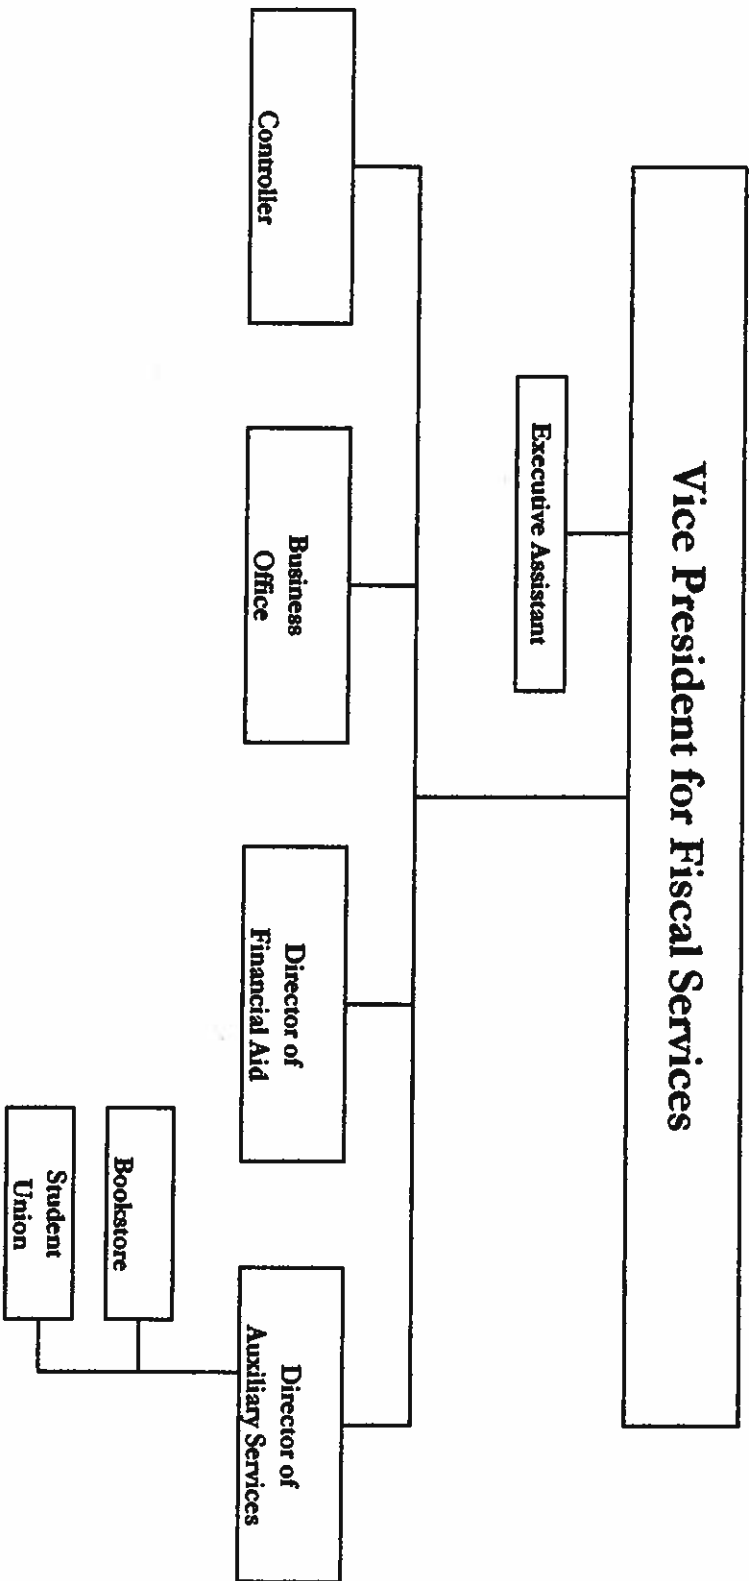 Vice President for Fiscal Services
Executive Assistant
Controller
Business
Office
Director of
Financial Aid
Director of
Auxiliary Services
Bookstore
Student
Union